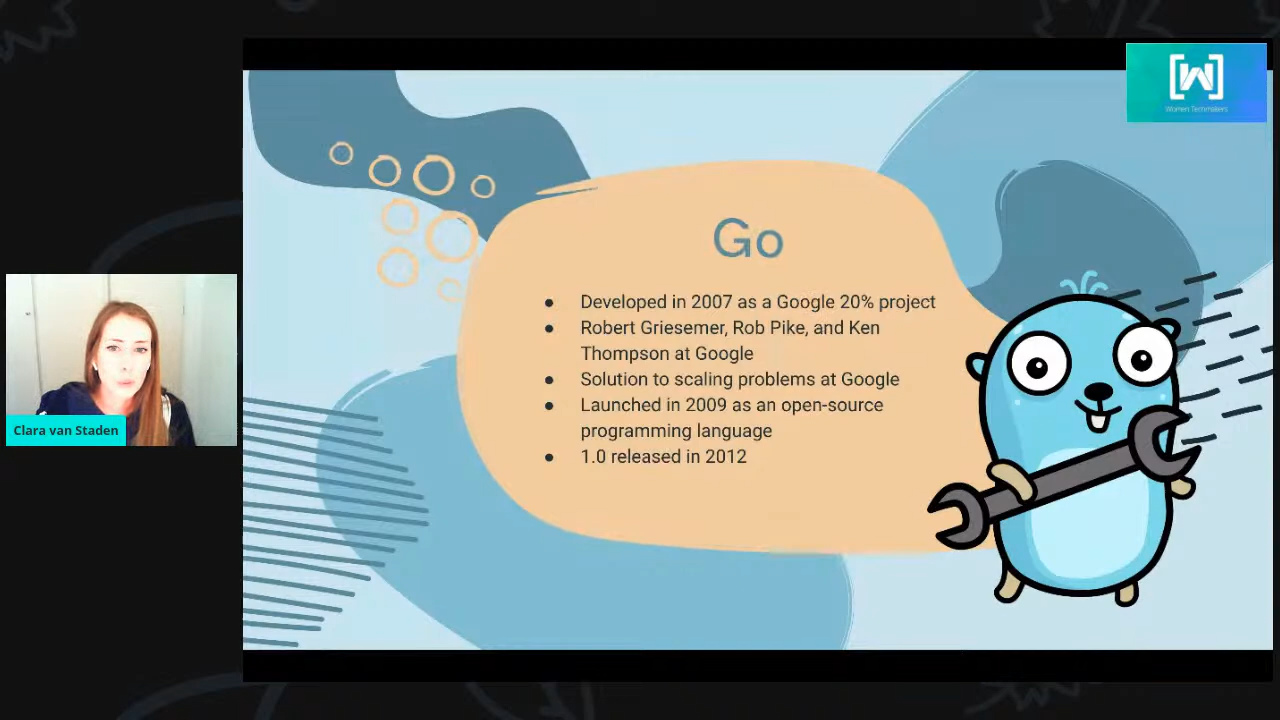 [W]
Women Techmakers
Go
● Developed in 2007 as a Google 20% project
● Robert Griesemer, Rob Pike, and Ken
Thompson at Google
● Solution to scaling problems at Google
● Launched in 2009 as an open-source
programming language
● 1.0 released in 2012
Clara van Staden